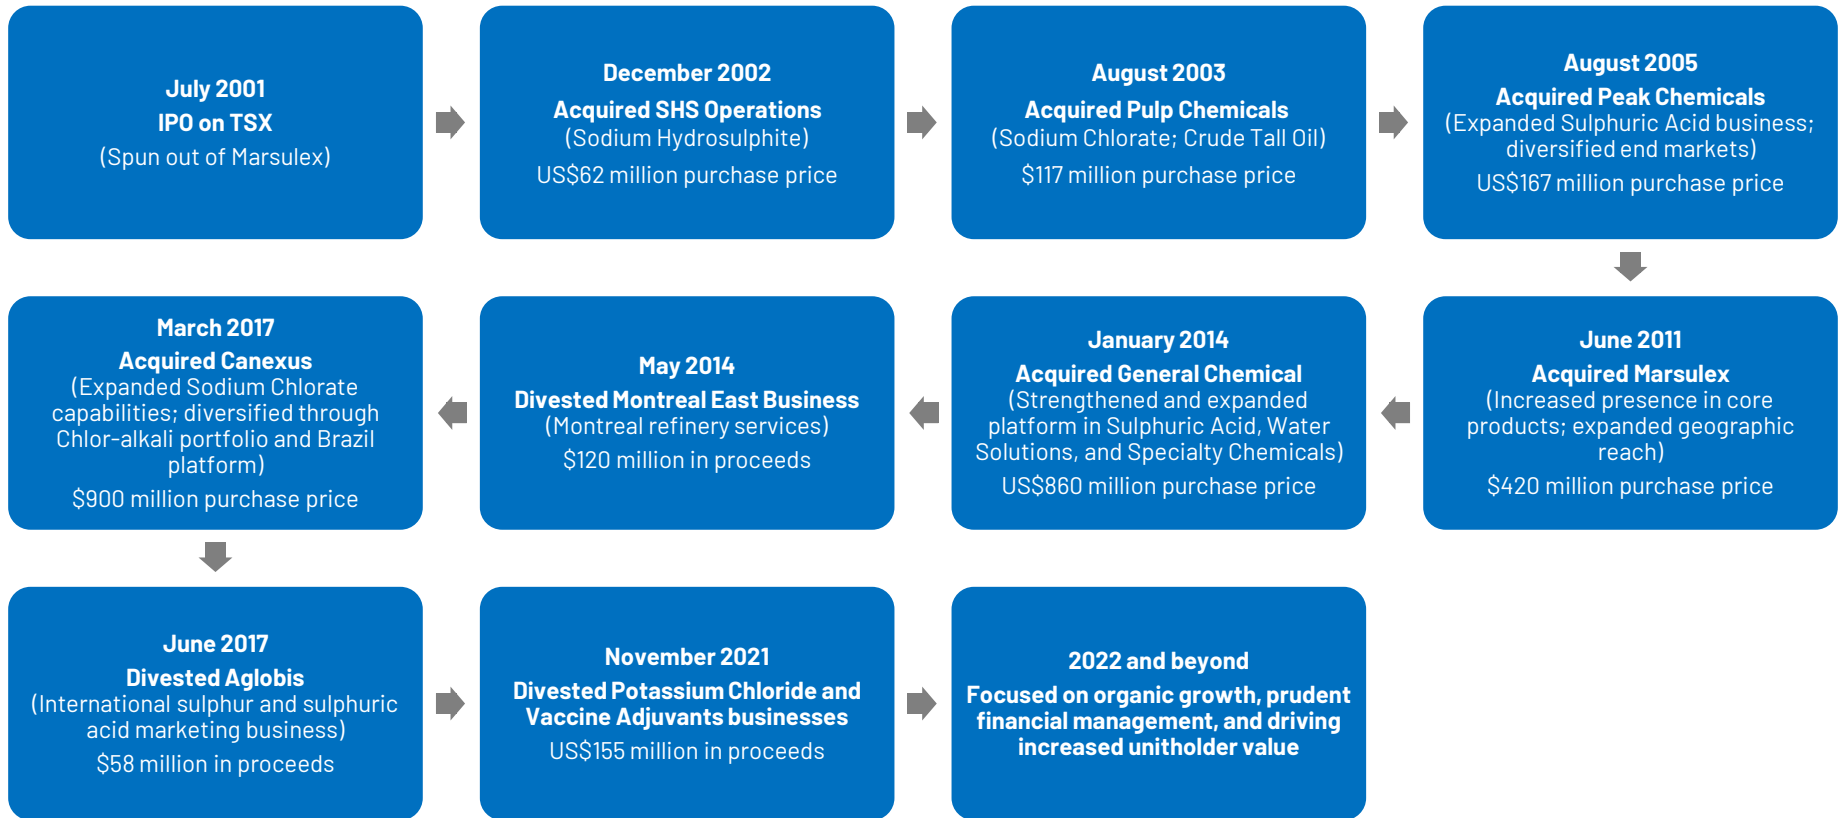 July 2001
IPO on TSX
(Spun out of Marsulex)
December 2002
Acquired SHS Operations
(Sodium Hydrosulphite)
US$62 million purchase price
August 2003
Acquired Pulp Chemicals
(Sodium Chlorate; Crude Tall Oil)
$117 million purchase price
August 2005
Acquired Peak Chemicals
(Expanded Sulphuric Acid business;
diversified end markets)
US$167 million purchase price
June 2011
Acquired Marsulex
(Increased presence in core
products; expanded geographic
reach)
$420 million purchase price
January 2014
Acquired General Chemical
(Strengthened and expanded
platform in Sulphuric Acid, Water
Solutions, and Specialty Chemicals)
US$860 million purchase price
May 2014
Divested Montreal East Business
(Montreal refinery services)
$120 million in proceeds
March 2017
Acquired Canexus
(Expanded Sodium Chlorate
capabilities; diversified through
Chlor-alkali portfolio and Brazil
platform)
$900 million purchase price
June 2017
Divested Aglobis
(International sulphur and sulphuric
acid marketing business)
$58 million in proceeds
November 2021
Divested Potassium Chloride and
Vaccine Adjuvants businesses
US$155 million in proceeds
2022 and beyond
Focused on organic growth, prudent
financial management, and driving
increased unitholder value